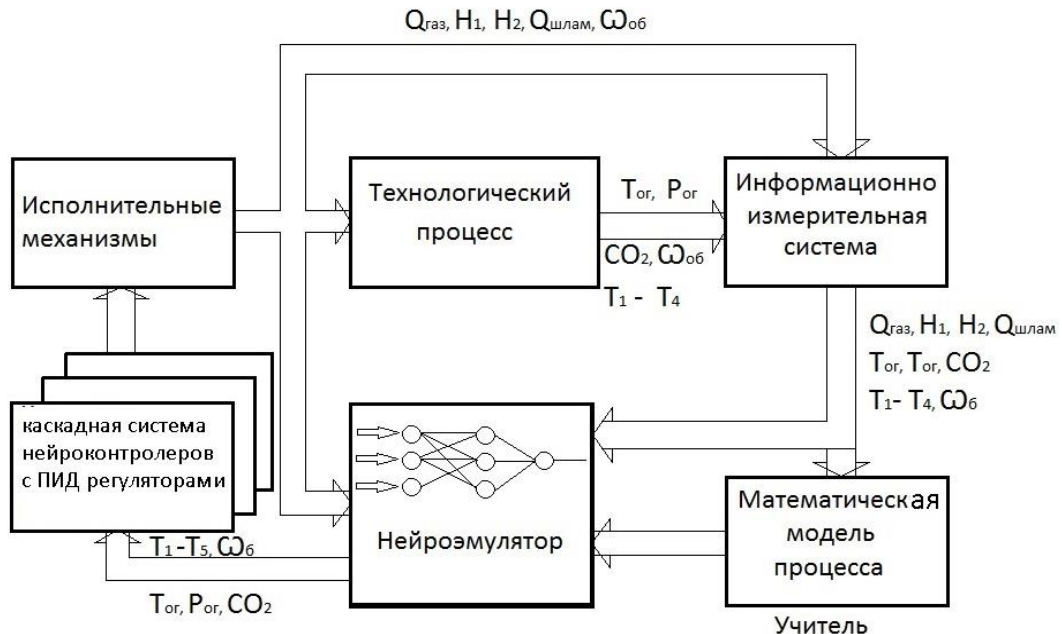 Qгаз, H₁, H₂, Qшлам, ωоб
Исполнительные
механизмы
Технологический
процесс
Tог, Pог
CO₂, ωоб
T₁ - T₄
Информационно
измерительная
система
Qгаз, H₁, H₂, Qшлам
Tог, Tог, CO₂
T₁- T₄, ωб
каскадная система
нейроконтролеров
с ПИД регуляторами
Нейроэмулятор
Математическая
модель
процесса
T₁-T₅, ωб
Tог, Pог, CO₂
Учитель